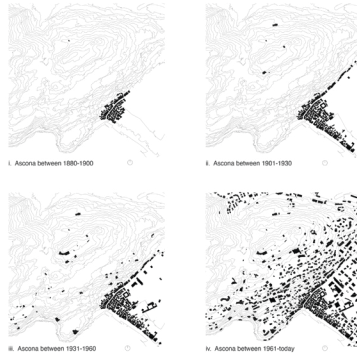 i. Ascona between 1880-1900
ii. Ascona between 1901-1930
iii. Ascona between 1931-1960
iv. Ascona between 1961-today